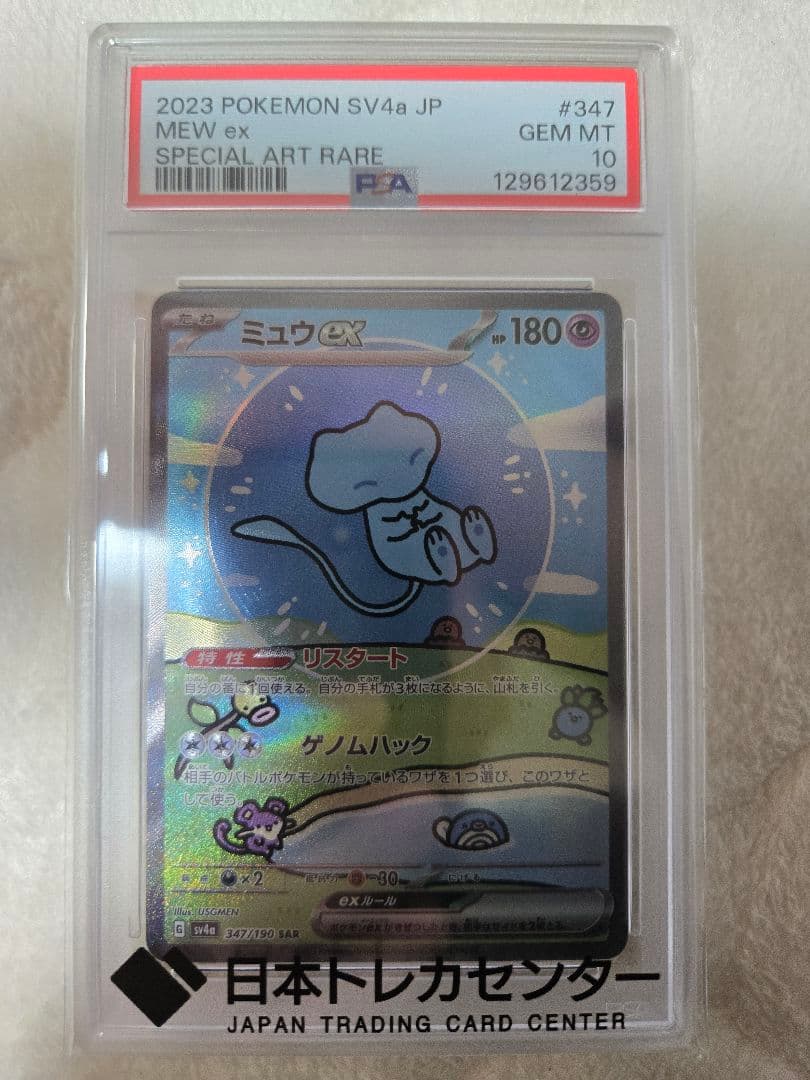 2023 POKEMON SV4a JP #347
MEW ex GEM MT
SPECIAL ART RARE 10
PSA 129612359
たね ミュウex HP 180
特性 リスタート
自分の番に1回使える。自分の手札が3枚になるように、山札を引く。
ゲノムハック
相手のバトルポケモンが持っているワザを1つ選び、このワザと
して使う。
×2 -30
exルール
Illus. USGMEN
G sv4a 347/190 SAR
日本トレカセンター
JAPAN TRADING CARD CENTER